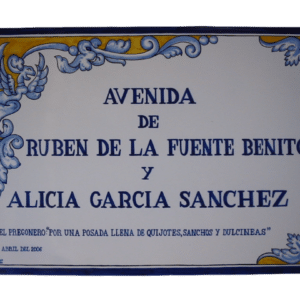 AVENIDA
DE
RUBEN DE LA FUENTE BENITO
Y
ALICIA GARCIA SANCHEZ
EL PREGONERO "POR UNA POSADA LLENA DE QUIJOTES, SANCHOS Y DULCINEAS"
ABRIL DEL 2006